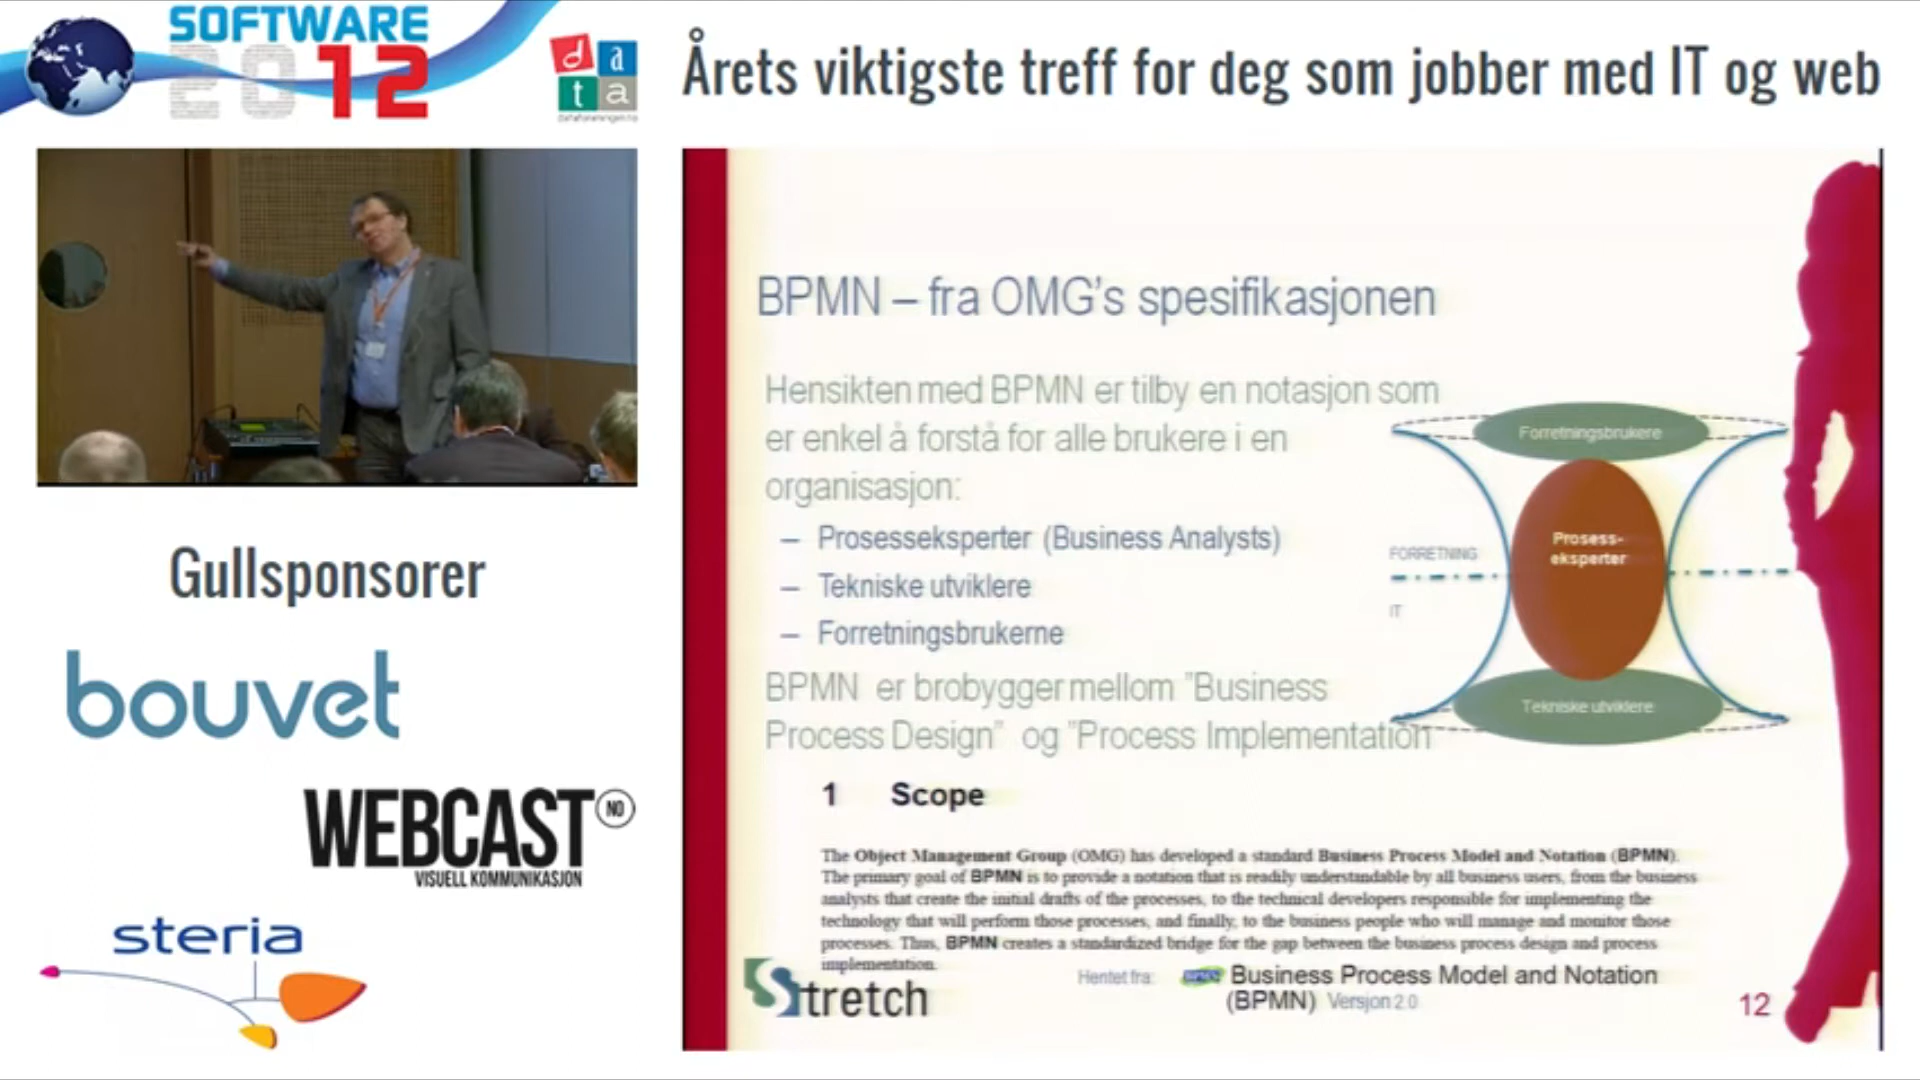 SOFTWARE
2012
d a
t a
Årets viktigste treff for deg som jobber med IT og web
BPMN – fra OMG's spesifikasjonen
Hensikten med BPMN er tilby en notasjon som
er enkel å forstå for alle brukere i en
organisasjon:
– Prosesseksperter (Business Analysts)
– Tekniske utviklere
– Forretningsbrukerne
BPMN er brobygger mellom "Business
Process Design" og "Process Implementation
Forretningsbrukere
Prosess-
eksperter
FORRETNING
IT
Tekniske utviklere
1 Scope
The Object Management Group (OMG) has developed a standard Business Process Model and Notation (BPMN).
The primary goal of BPMN is to provide a notation that is readily understandable by all business users, from the business
analysts that create the initial drafts of the processes, to the technical developers responsible for implementing the
technology that will perform those processes, and finally, to the business people who will manage and monitor those
processes. Thus, BPMN creates a standardized bridge for the gap between the business process design and process
implementation.
Stretch
Hentet fra:
Business Process Model and Notation
(BPMN) Versjon 2.0
12
Gullsponsorer
bouvet
WEBCAST NO
VISUELL KOMMUNIKASJON
steria